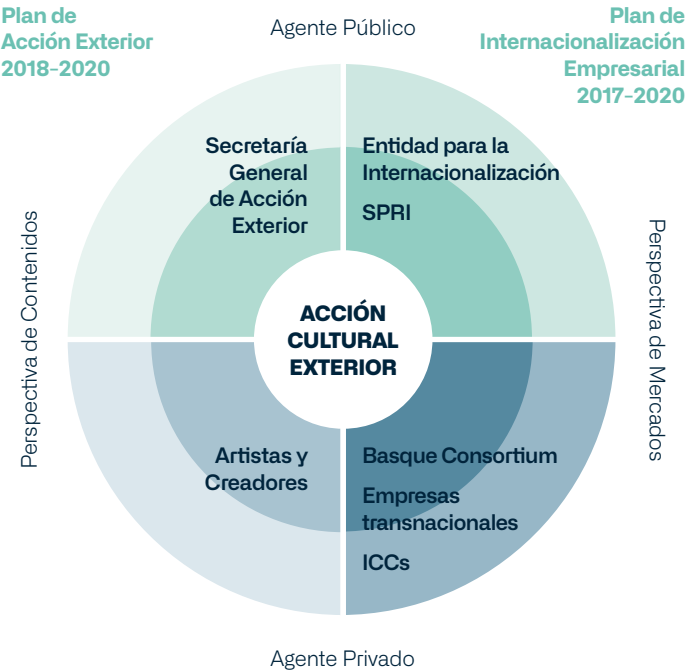 Plan de
Acción Exterior
2018-2020
Agente Público
Plan de
Internacionalización
Empresarial
2017-2020
Secretaría
General
de Acción
Exterior
Entidad para la
Internacionalización
SPRI
Perspectiva de Contenidos
ACCIÓN
CULTURAL
EXTERIOR
Perspectiva de Mercados
Artistas y
Creadores
Basque Consortium
Empresas
transnacionales
ICCs
Agente Privado